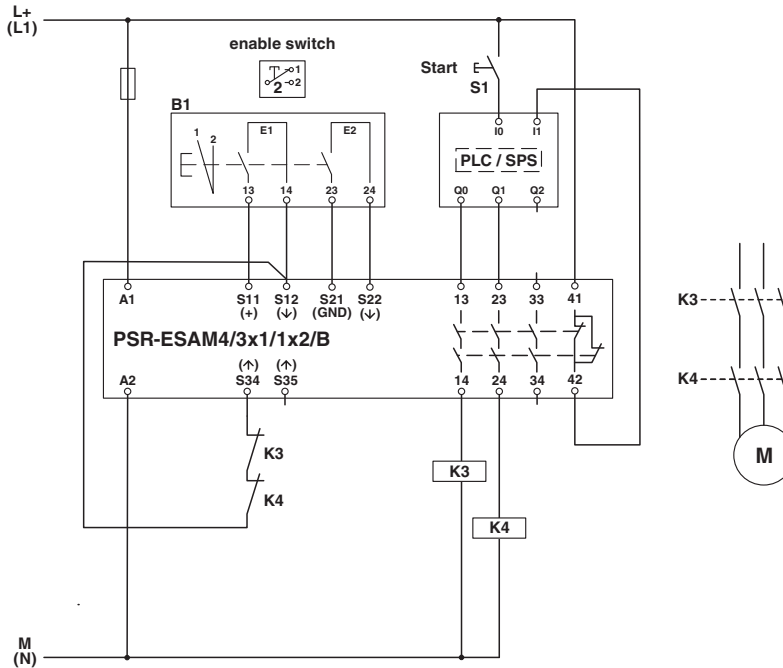 L+
(L1)
enable switch
1
2
2
Start
S1
B1
1
2
E1
E2
13
14
23
24
I0
I1
PLC / SPS
Q0
Q1
Q2
A1
S11
(+)
S12
(↓)
S21
(GND)
S22
(↓)
13
23
33
41
PSR-ESAM4/3x1/1x2/B
A2
(↑)
S34
(↑)
S35
14
24
34
42
K3
K4
K3
K4
K3
K4
M
M
(N)